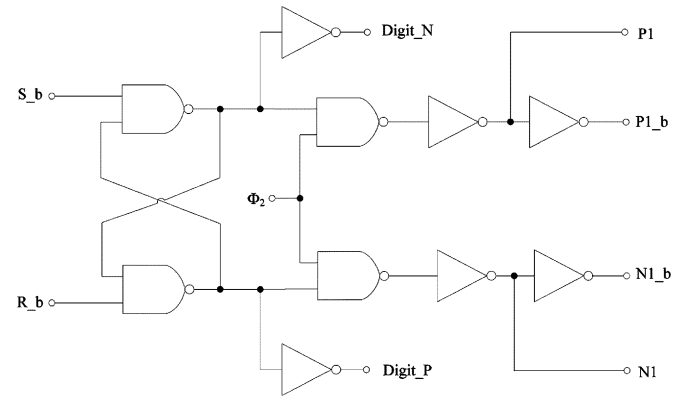 Digit_N
P1
S_b
P1_b
Φ₂
R_b
N1_b
Digit_P
N1